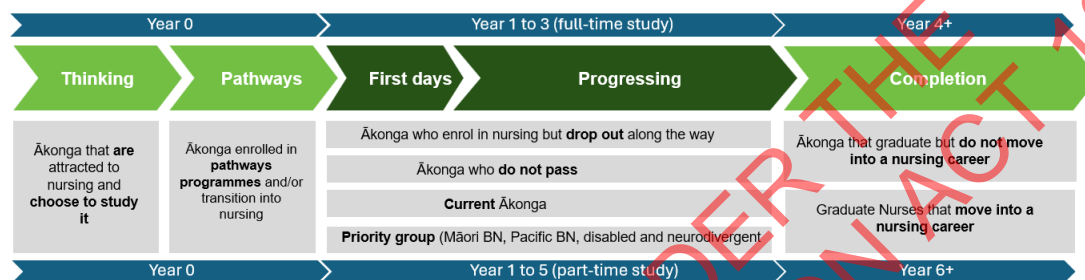 Year 0
Year 1 to 3 (full-time study)
Year 4+
Thinking
Pathways
First days
Progressing
Completion
Ākonga that are
attracted to
nursing and
choose to study
it
Ākonga enrolled in
pathways
programmes and/or
transition into
nursing
Ākonga who enrol in nursing but drop out along the way
Ākonga who do not pass
Current Ākonga
Priority group (Māori BN, Pacific BN, disabled and neurodivergent
Ākonga that graduate but do not move
into a nursing career
Graduate Nurses that move into a
nursing career
Year 0
Year 1 to 5 (part-time study)
Year 6+
DER THE
ON ACT